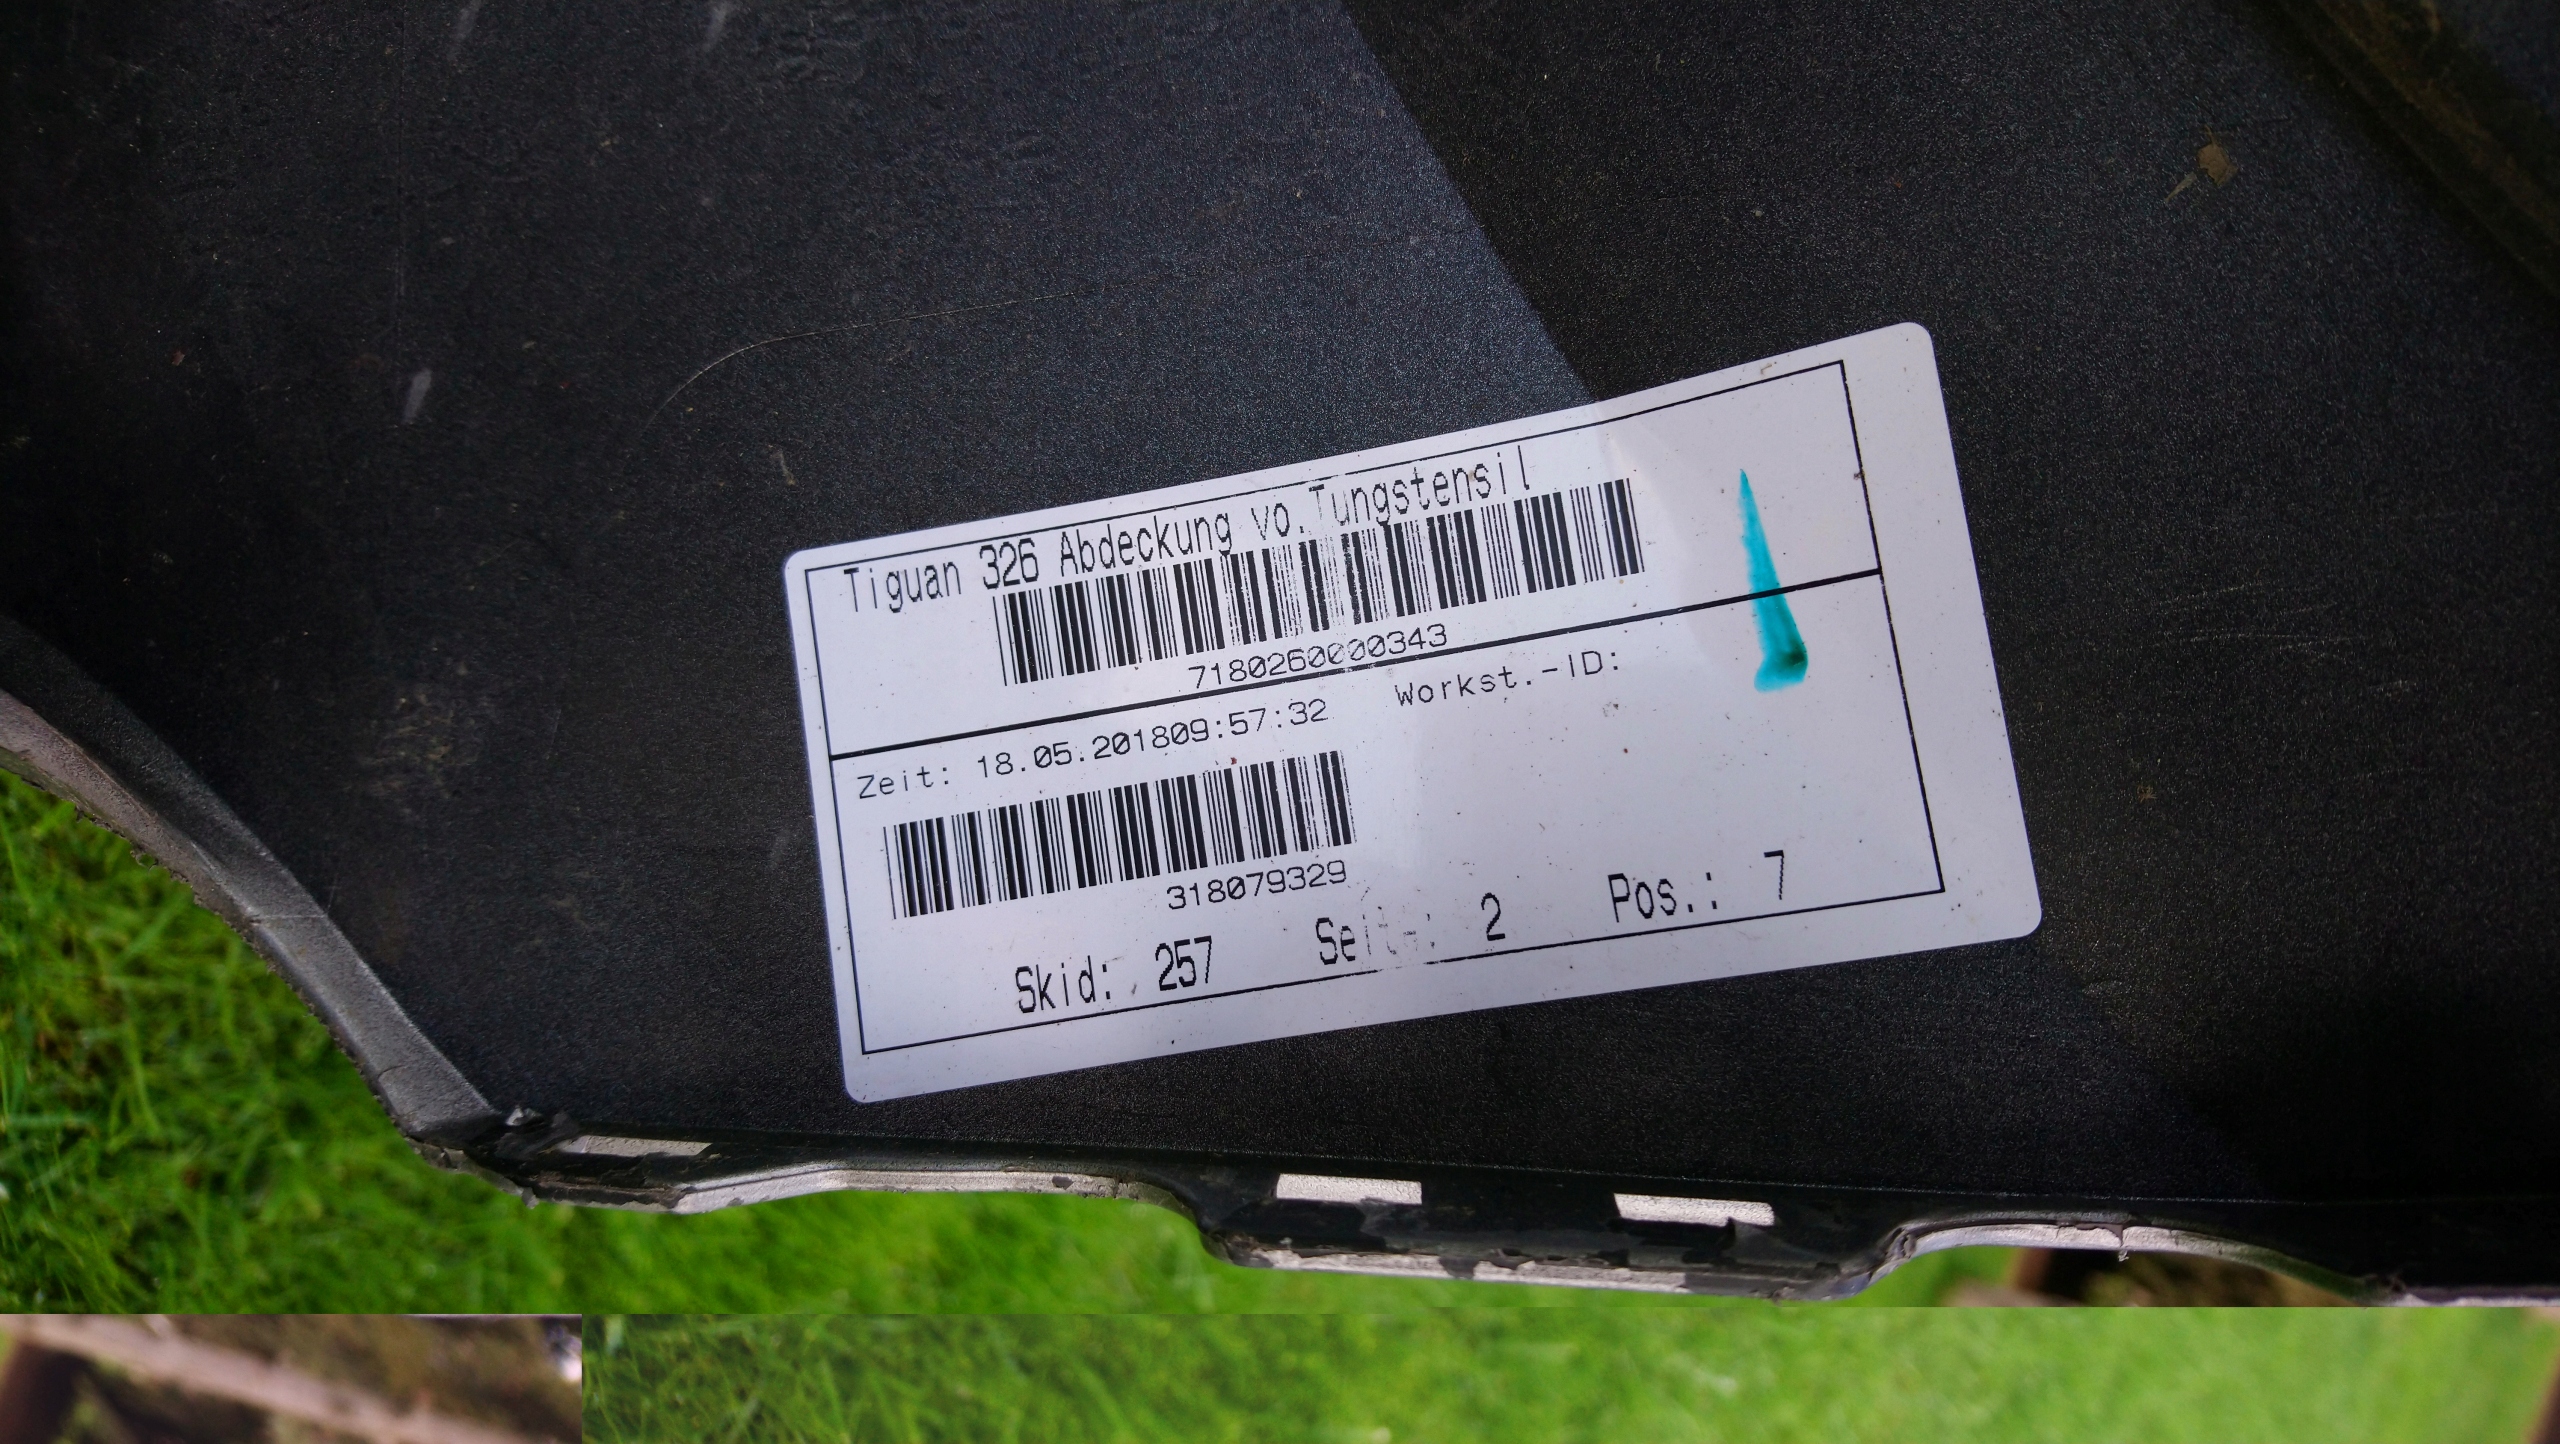 Tiguan 326 Abdeckung vo.Tungstensil
7180260000343
Zeit: 18.05.201809:57:32 Workst.-ID:
318079329
Skid: 257 Seite: 2 Pos.: 7